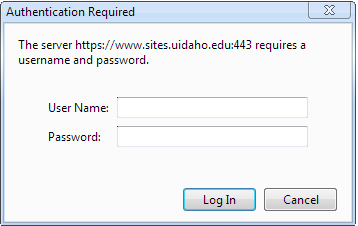 Authentication Required
The server https://www.sites.uidaho.edu:443 requires a
username and password.
User Name:
Password:
Log In Cancel